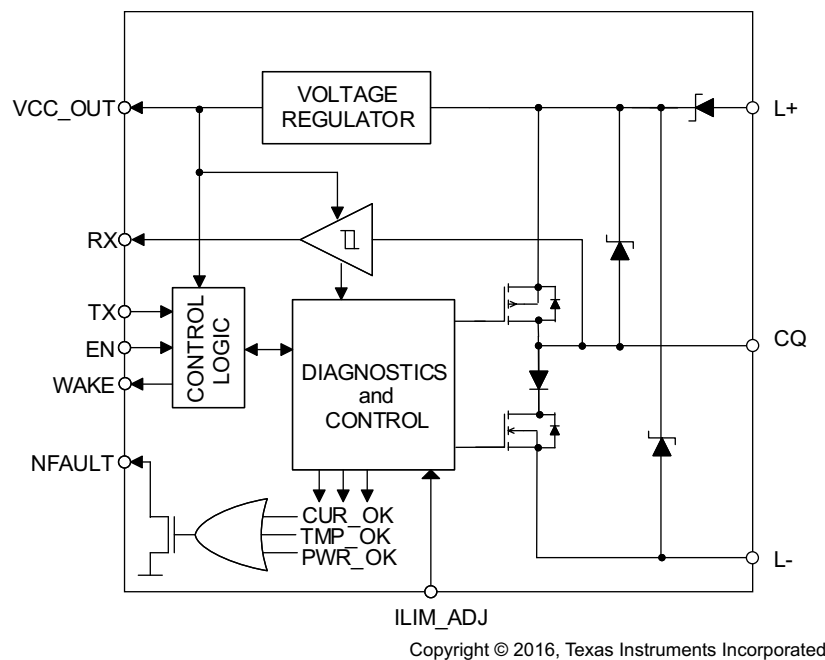 VOLTAGE
REGULATOR
VCC_OUT
L+
RX
TX
EN
WAKE
CONTROL
LOGIC
DIAGNOSTICS
and
CONTROL
CQ
NFAULT
CUR_OK
TMP_OK
PWR_OK
L-
ILIM_ADJ
Copyright © 2016, Texas Instruments Incorporated